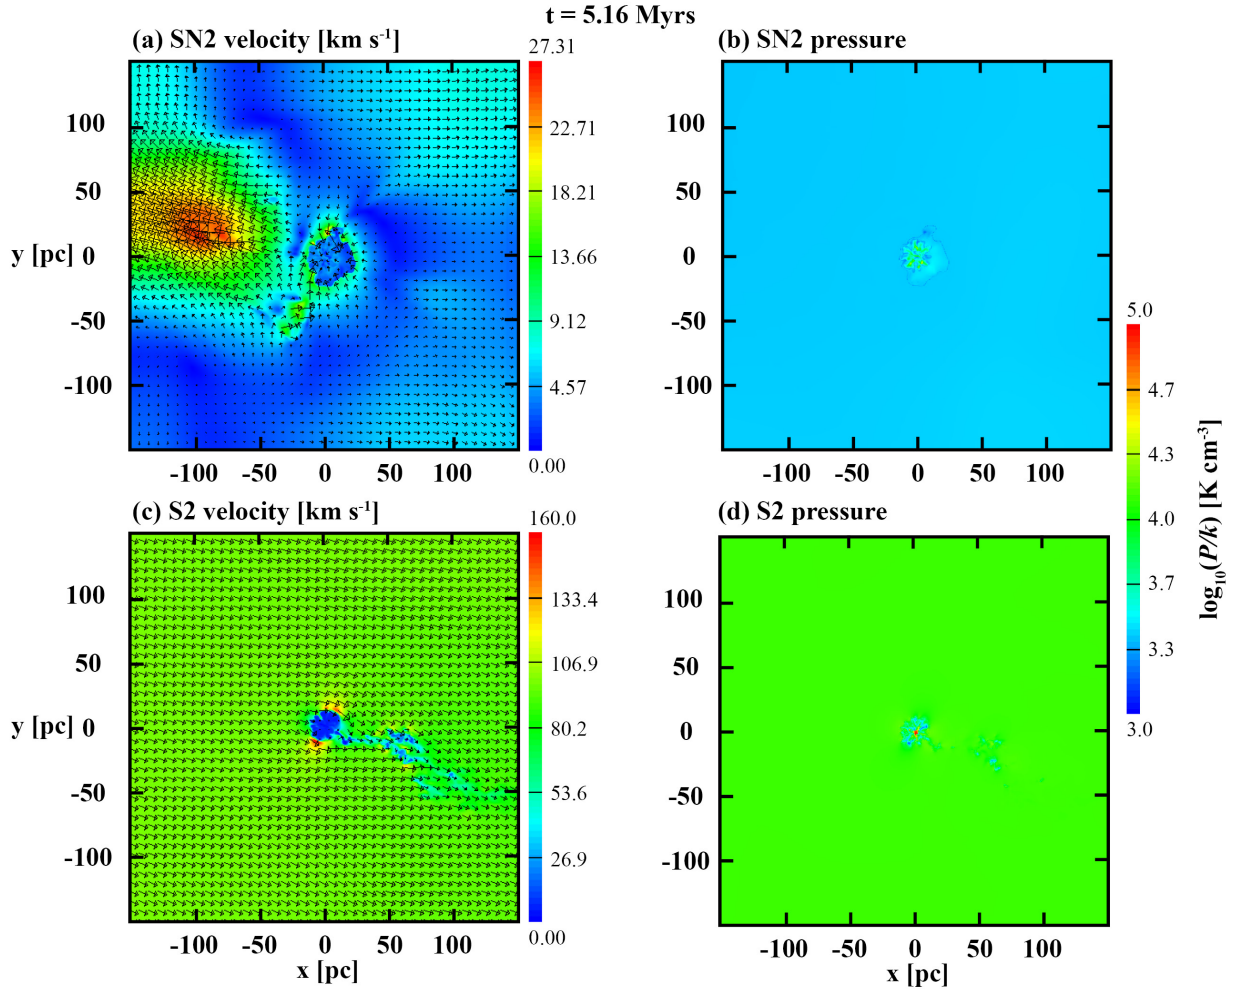 t = 5.16 Myrs
(a) SN2 velocity [km s-1]
27.31
(b) SN2 pressure
100
50
y [pc] 0
-50
-100
22.71
18.21
13.66
9.12
4.57
0.00
-100 -50 0 50 100
100
50
0
-50
-100
-100 -50 0 50 100
5.0
4.7
4.3
4.0
3.7
3.3
3.0
log10(P/k) [K cm-3]
(c) S2 velocity [km s-1]
160.0
(d) S2 pressure
100
50
y [pc] 0
-50
-100
133.4
106.9
80.2
53.6
26.9
0.00
-100 -50 0 50 100
x [pc]
100
50
0
-50
-100
-100 -50 0 50 100
x [pc]